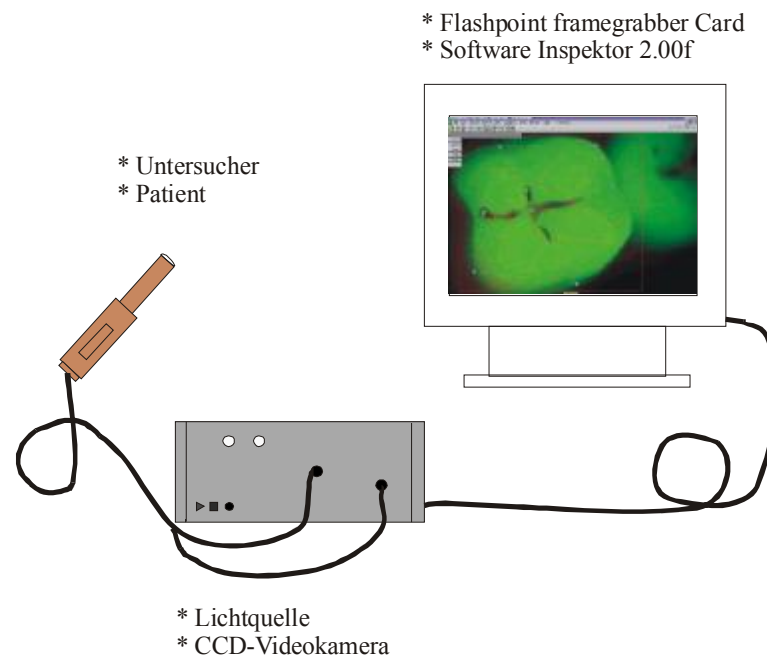 * Flashpoint framegrabber Card
* Software Inspektor 2.00f
* Untersucher
* Patient
* Lichtquelle
* CCD-Videokamera